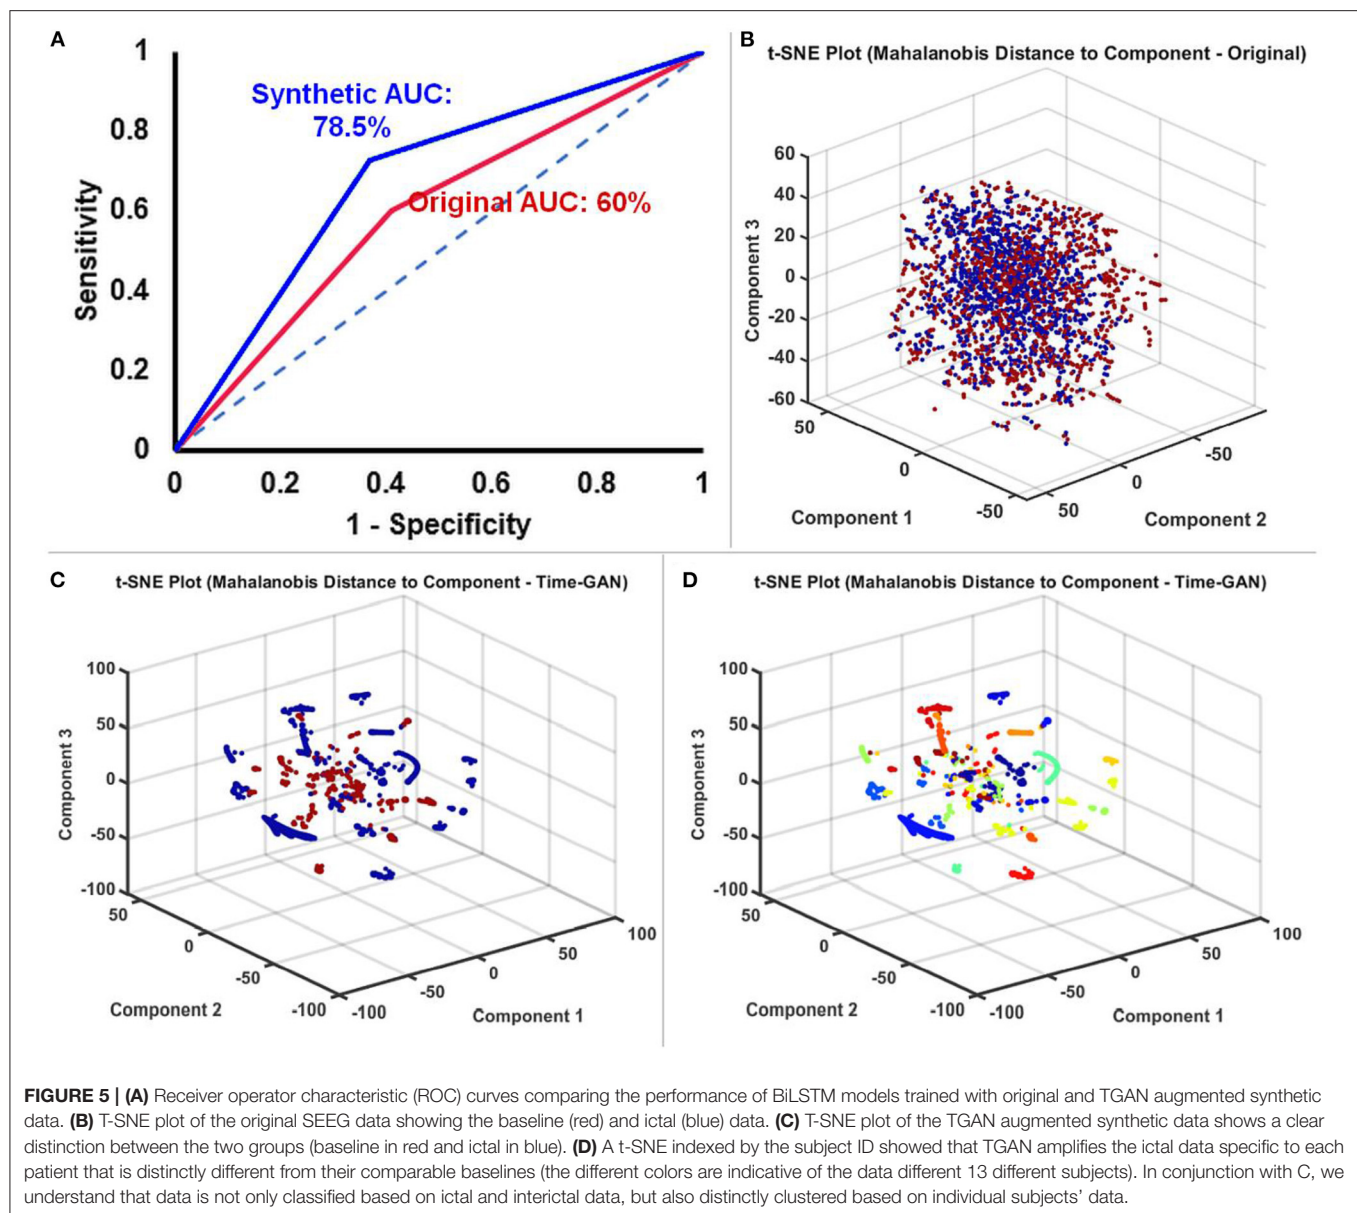 A
1
0.8
0.6
0.4
0.2
0
Sensitivity
Synthetic AUC:
78.5%
Original AUC: 60%
0 0.2 0.4 0.6 0.8 1
1 - Specificity
B
t-SNE Plot (Mahalanobis Distance to Component - Original)
60
40
20
0
-20
-40
-60
Component 3
50
0
-50
Component 1
50
0
-50
Component 2
C
t-SNE Plot (Mahalanobis Distance to Component - Time-GAN)
100
50
0
-50
-100
Component 3
50
0
-50
-100
Component 2
-100
-50
0
50
100
Component 1
D
t-SNE Plot (Mahalanobis Distance to Component - Time-GAN)
100
50
0
-50
-100
Component 3
50
0
-50
-100
Component 2
-100
-50
0
50
100
Component 1
FIGURE 5 | (A) Receiver operator characteristic (ROC) curves comparing the performance of BiLSTM models trained with original and TGAN augmented synthetic
data. (B) T-SNE plot of the original SEEG data showing the baseline (red) and ictal (blue) data. (C) T-SNE plot of the TGAN augmented synthetic data shows a clear
distinction between the two groups (baseline in red and ictal in blue). (D) A t-SNE indexed by the subject ID showed that TGAN amplifies the ictal data specific to each
patient that is distinctly different from their comparable baselines (the different colors are indicative of the data different 13 different subjects). In conjunction with C, we
understand that data is not only classified based on ictal and interictal data, but also distinctly clustered based on individual subjects' data.